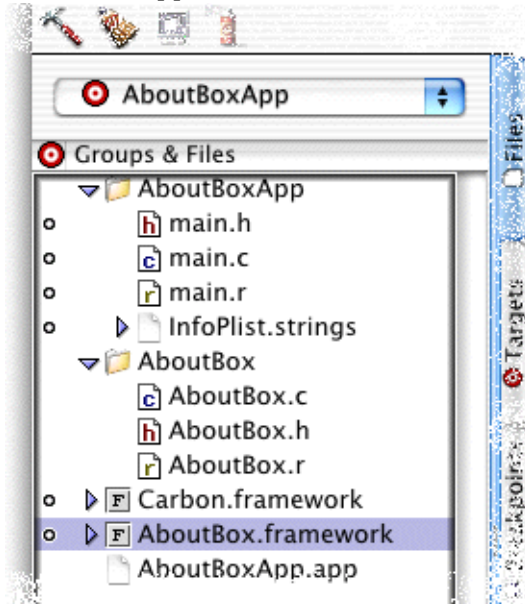 AboutBoxApp
Groups & Files
AboutBoxApp
h main.h
c main.c
r main.r
InfoPlist.strings
AboutBox
c AboutBox.c
h AboutBox.h
r AboutBox.r
F Carbon.framework
F AboutBox.framework
AboutBoxApp.app
Files
Targets